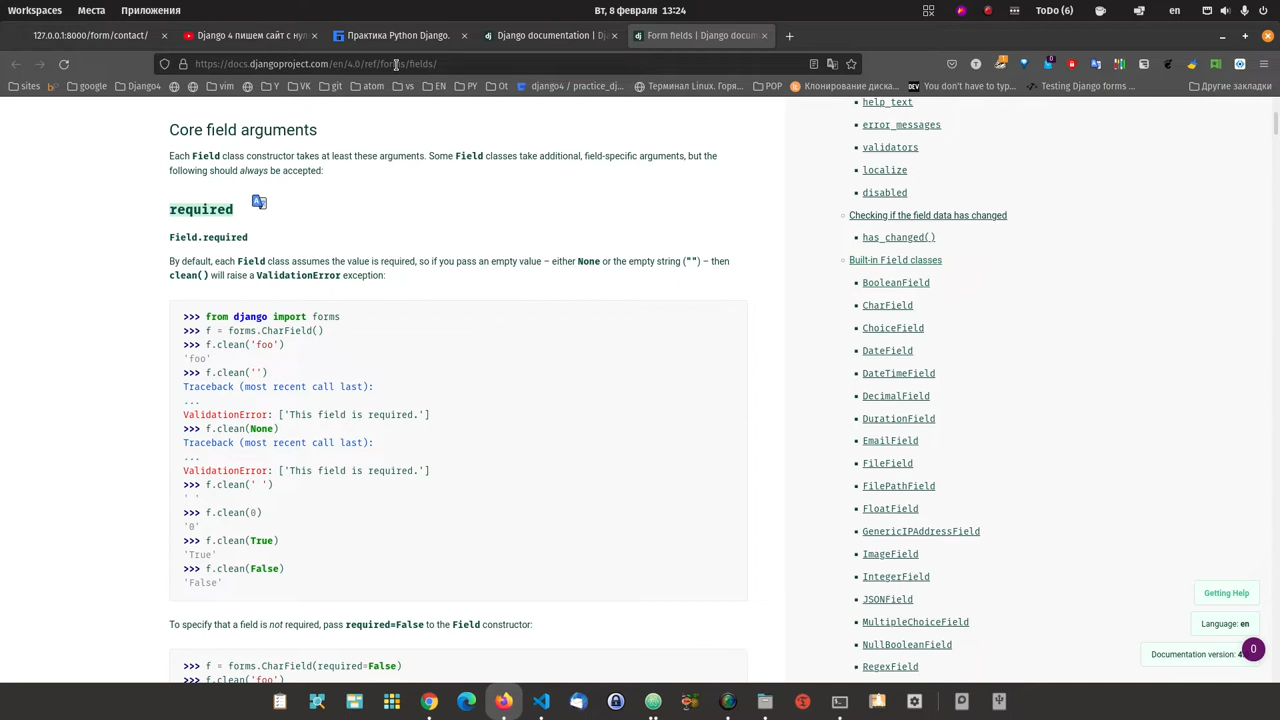 Workspaces Места Приложения Вт, 8 февраля 13:24 ToDo (6) en
127.0.0.1:8000/form/contact/ Django 4 пишем сайт с нул Практика Python Django. Django documentation | D Form fields | Django docum
https://docs.djangoproject.com/en/4.0/ref/forms/fields/
sites google Django4 vim Y VK git atom vs EN PY Ot django4 / practice_dj... Терминал Linux. Горя... POP Клонирование диска... You don't have to typ... Testing Django forms ... Другие закладки
Core field arguments
Each Field class constructor takes at least these arguments. Some Field classes take additional, field-specific arguments, but the
following should always be accepted:
required
Field.required
By default, each Field class assumes the value is required, so if you pass an empty value – either None or the empty string ("") – then
clean() will raise a ValidationError exception:
>>> from django import forms
>>> f = forms.CharField()
>>> f.clean('foo')
'foo'
>>> f.clean('')
Traceback (most recent call last):
...
ValidationError: ['This field is required.']
>>> f.clean(None)
Traceback (most recent call last):
...
ValidationError: ['This field is required.']
>>> f.clean(' ')
' '
>>> f.clean(0)
'0'
>>> f.clean(True)
'True'
>>> f.clean(False)
'False'
To specify that a field is not required, pass required=False to the Field constructor:
>>> f = forms.CharField(required=False)
>>> f.clean('foo')
help_text
error_messages
validators
localize
disabled
Checking if the field data has changed
has_changed()
Built-in Field classes
BooleanField
CharField
ChoiceField
DateField
DateTimeField
DecimalField
DurationField
EmailField
FileField
FilePathField
FloatField
GenericIPAddressField
ImageField
IntegerField
JSONField
MultipleChoiceField
NullBooleanField
RegexField
Getting Help
Language: en
Documentation version: 4
0